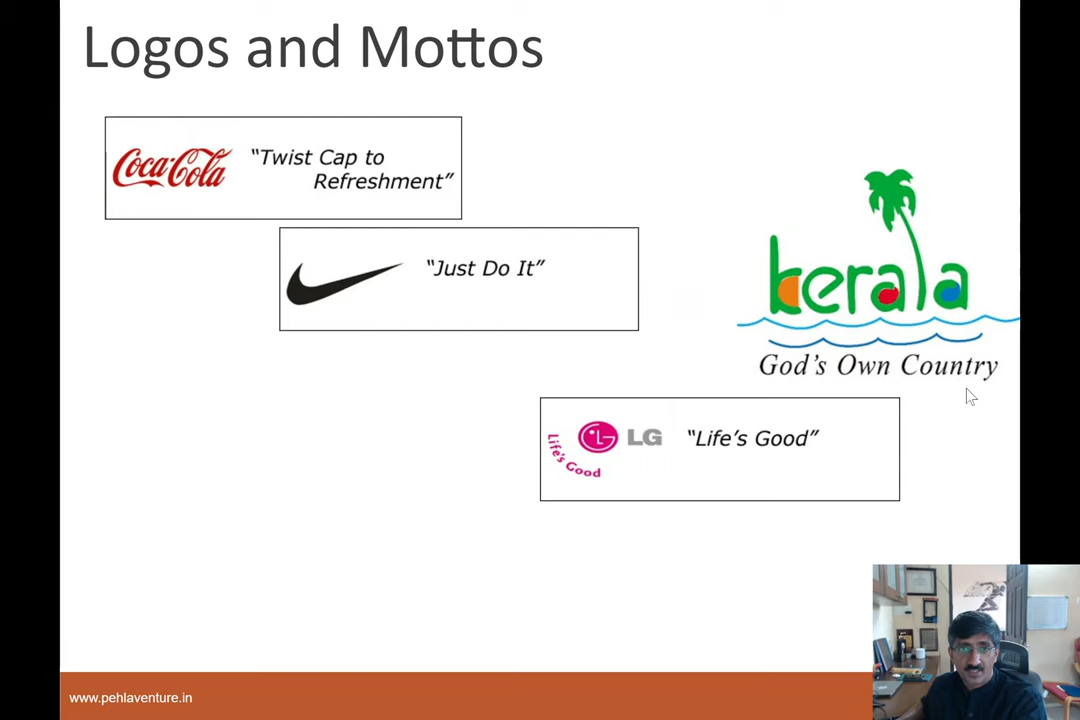 Logos and Mottos
Coca-Cola
“Twist Cap to
Refreshment”
“Just Do It”
kerala
God's Own Country
LG
Life's Good
“Life's Good”
www.pehlaventure.in